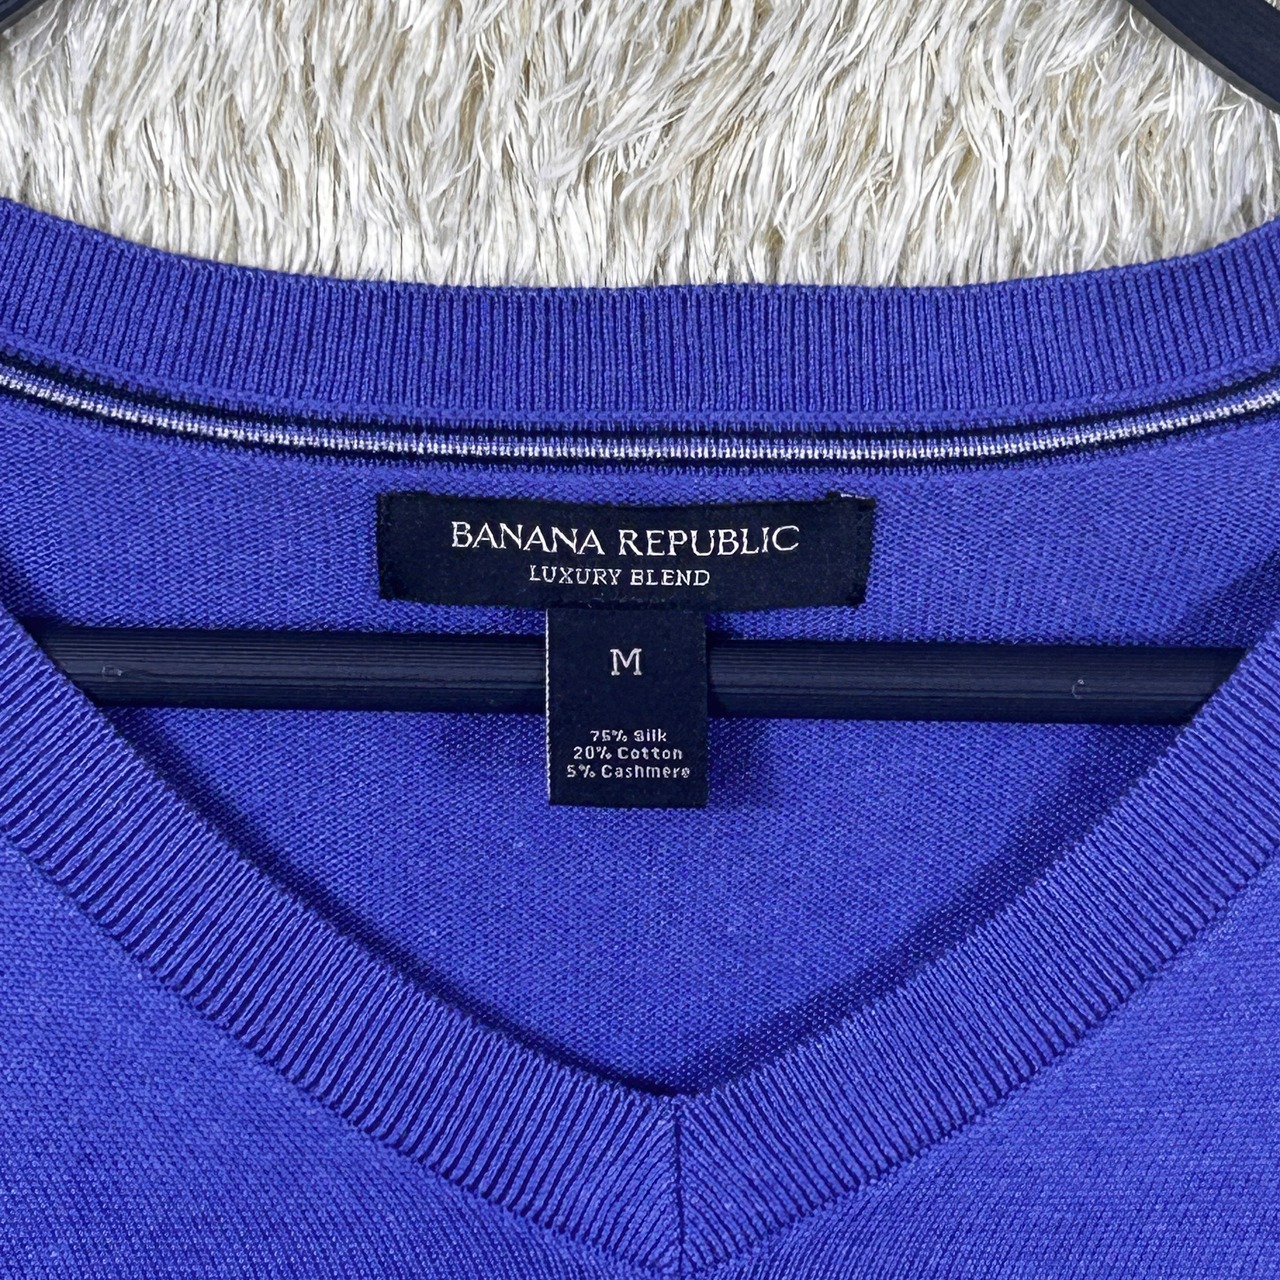 BANANA REPUBLIC
LUXURY BLEND
M
75% Silk
20% Cotton
5% Cashmere